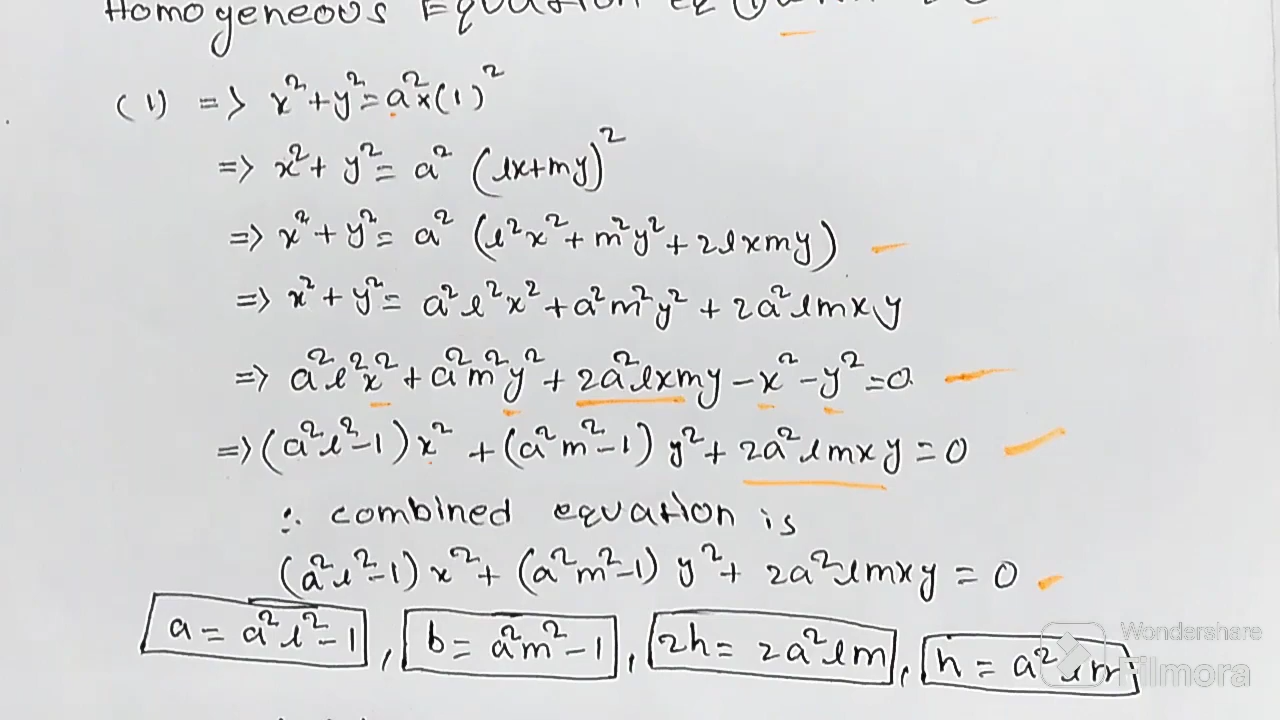 Homogeneous Equation
(1) => x² + y² = a² x (1)²
=> x² + y² = a² (lx+my)²
=> x² + y² = a² (l²x² + m²y² + 2lxmy)
=> x² + y² = a²l²x² + a²m²y² + 2a²lmxy
=> a²l²x² + a²m²y² + 2a²lxmy - x² - y² = 0
=> (a²l²-1) x² + (a²m²-1) y² + 2a²lmxy = 0
∴ combined equation is
(a²l²-1) x² + (a²m²-1) y² + 2a²lmxy = 0
a = a²l²-1, b = a²m²-1, 2h = 2a²lm, h = a²lm
Wondershare
Filmora